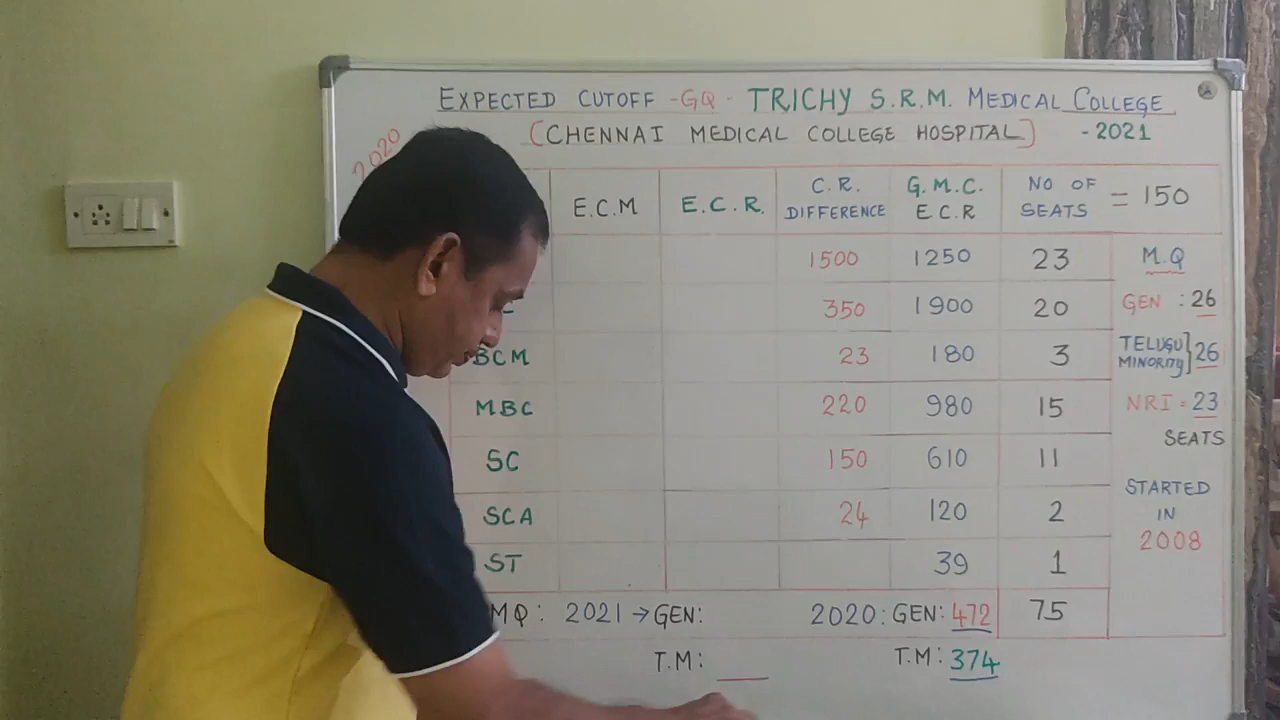 EXPECTED CUTOFF -GQ- TRICHY S.R.M. MEDICAL COLLEGE
(CHENNAI MEDICAL COLLEGE HOSPITAL) - 2021
2020
E.C.M E.C.R. C.R. DIFFERENCE G.M.C. E.C.R NO OF SEATS = 150
1500 1250 23 M.Q
350 1900 20 GEN : 26
BCM 23 180 3 TELUGU MINORITY} 26
MBC 220 980 15 NRI = 23
SEATS
SC 150 610 11
STARTED
IN
2008
SCA 24 120 2
ST 39 1
MQ : 2021 → GEN: 2020 : GEN: 472 75
T.M: T.M: 374